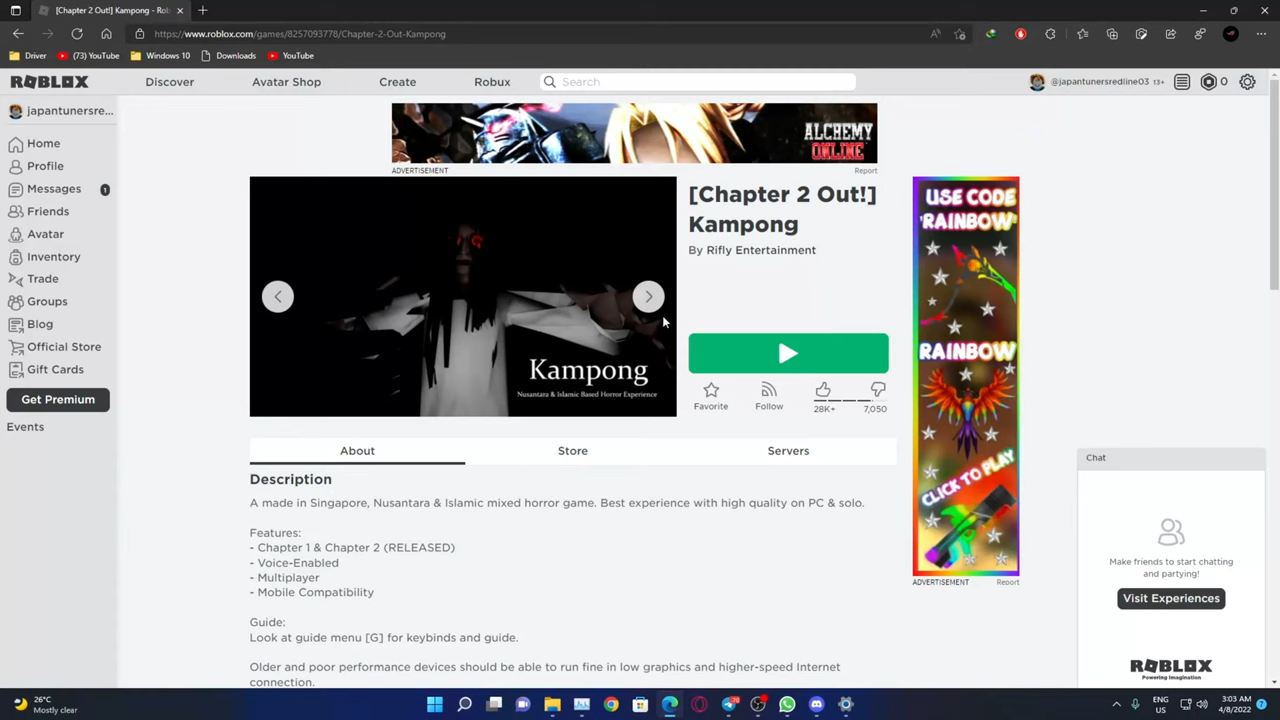 [Chapter 2 Out!] Kampong - Rob
https://www.roblox.com/games/8257093778/Chapter-2-Out-Kampong
Driver
(73) YouTube
Windows 10
Downloads
YouTube
ROBLOX
Discover
Avatar Shop
Create
Robux
Search
@japantunersredline03 13+
0
japantunersre...
Home
Profile
Messages
1
Friends
Avatar
Inventory
Trade
Groups
Blog
Official Store
Gift Cards
Get Premium
Events
ALCHEMY
ONLINE
ADVERTISEMENT
Report
Kampong
Nusantara & Islamic Based Horror Experience
[Chapter 2 Out!]
Kampong
By Rifly Entertainment
Favorite
Follow
28K+
7,050
USE CODE
'RAINBOW'
RAINBOW
CLICK TO PLAY
ADVERTISEMENT
Report
About
Store
Servers
Description
A made in Singapore, Nusantara & Islamic mixed horror game. Best experience with high quality on PC & solo.
Features:
- Chapter 1 & Chapter 2 (RELEASED)
- Voice-Enabled
- Multiplayer
- Mobile Compatibility
Guide:
Look at guide menu [G] for keybinds and guide.
Older and poor performance devices should be able to run fine in low graphics and higher-speed Internet
connection.
Chat
Make friends to start chatting
and partying!
Visit Experiences
ROBLOX
Powering Imagination
26°C
Mostly clear
ENG
US
3:03 AM
4/8/2022